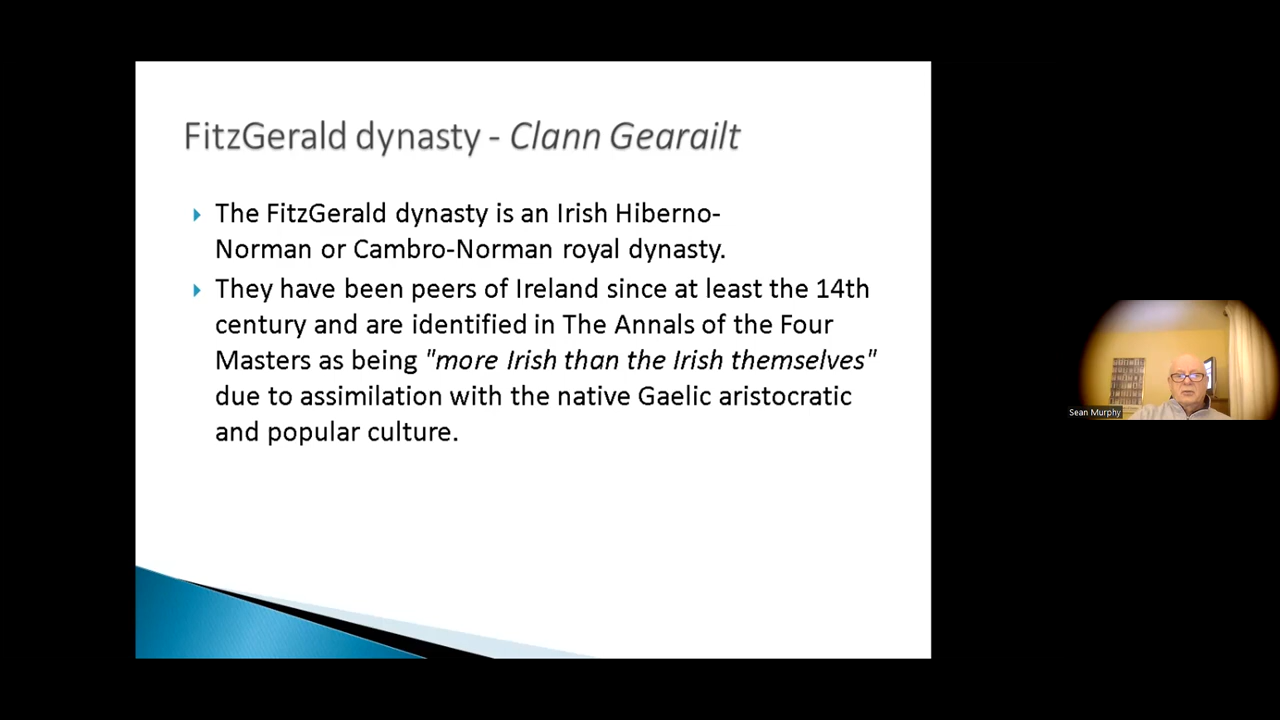 FitzGerald dynasty - Clann Gearailt
The FitzGerald dynasty is an Irish Hiberno-
Norman or Cambro-Norman royal dynasty.
They have been peers of Ireland since at least the 14th
century and are identified in The Annals of the Four
Masters as being "more Irish than the Irish themselves"
due to assimilation with the native Gaelic aristocratic
and popular culture.
Sean Murphy